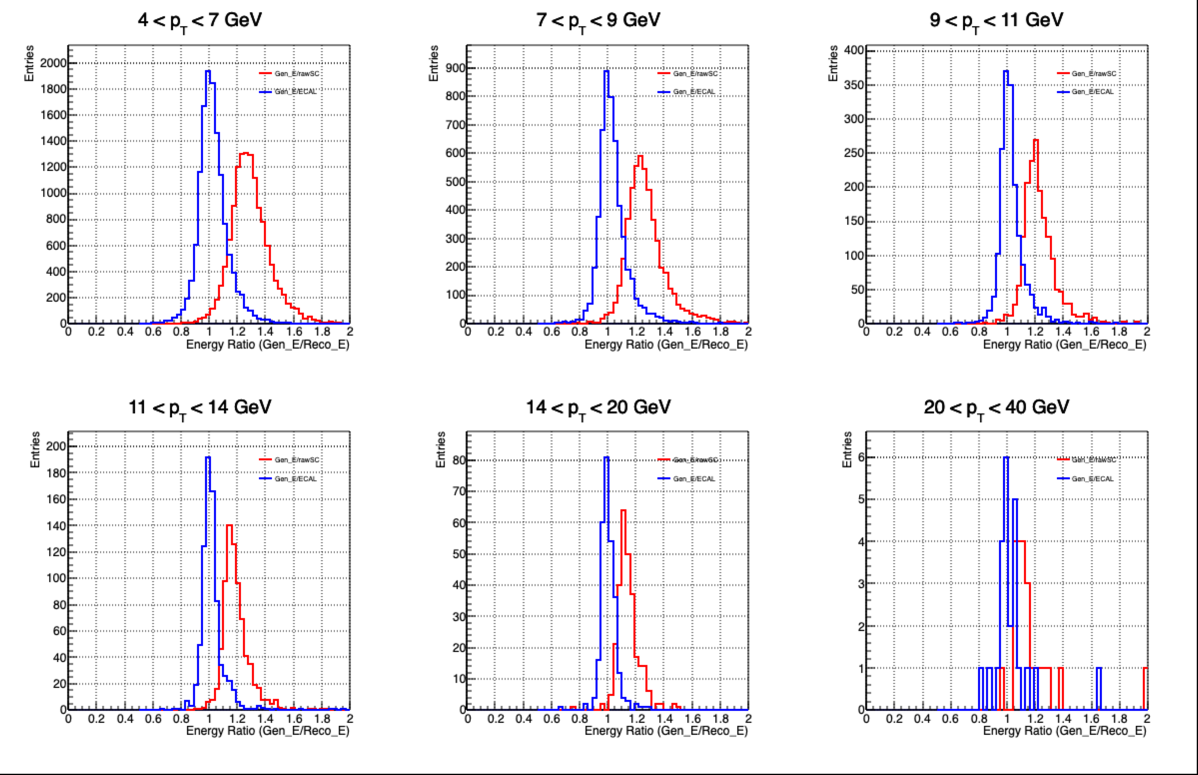 4 < pT < 7 GeV
Entries
2000
1800
1600
1400
1200
1000
800
600
400
200
0
Gen_E/rawSC
Gen_E/ECAL
0 0.2 0.4 0.6 0.8 1 1.2 1.4 1.6 1.8 2
Energy Ratio (Gen_E/Reco_E)
7 < pT < 9 GeV
Entries
900
800
700
600
500
400
300
200
100
0
Gen_E/rawSC
Gen_E/ECAL
0 0.2 0.4 0.6 0.8 1 1.2 1.4 1.6 1.8 2
Energy Ratio (Gen_E/Reco_E)
9 < pT < 11 GeV
Entries
400
350
300
250
200
150
100
50
0
Gen_E/rawSC
Gen_E/ECAL
0 0.2 0.4 0.6 0.8 1 1.2 1.4 1.6 1.8 2
Energy Ratio (Gen_E/Reco_E)
11 < pT < 14 GeV
Entries
200
180
160
140
120
100
80
60
40
20
0
Gen_E/rawSC
Gen_E/ECAL
0 0.2 0.4 0.6 0.8 1 1.2 1.4 1.6 1.8 2
Energy Ratio (Gen_E/Reco_E)
14 < pT < 20 GeV
Entries
80
70
60
50
40
30
20
10
0
Gen_E/rawSC
Gen_E/ECAL
0 0.2 0.4 0.6 0.8 1 1.2 1.4 1.6 1.8 2
Energy Ratio (Gen_E/Reco_E)
20 < pT < 40 GeV
Entries
6
5
4
3
2
1
0
Gen_E/rawSC
Gen_E/ECAL
0 0.2 0.4 0.6 0.8 1 1.2 1.4 1.6 1.8 2
Energy Ratio (Gen_E/Reco_E)